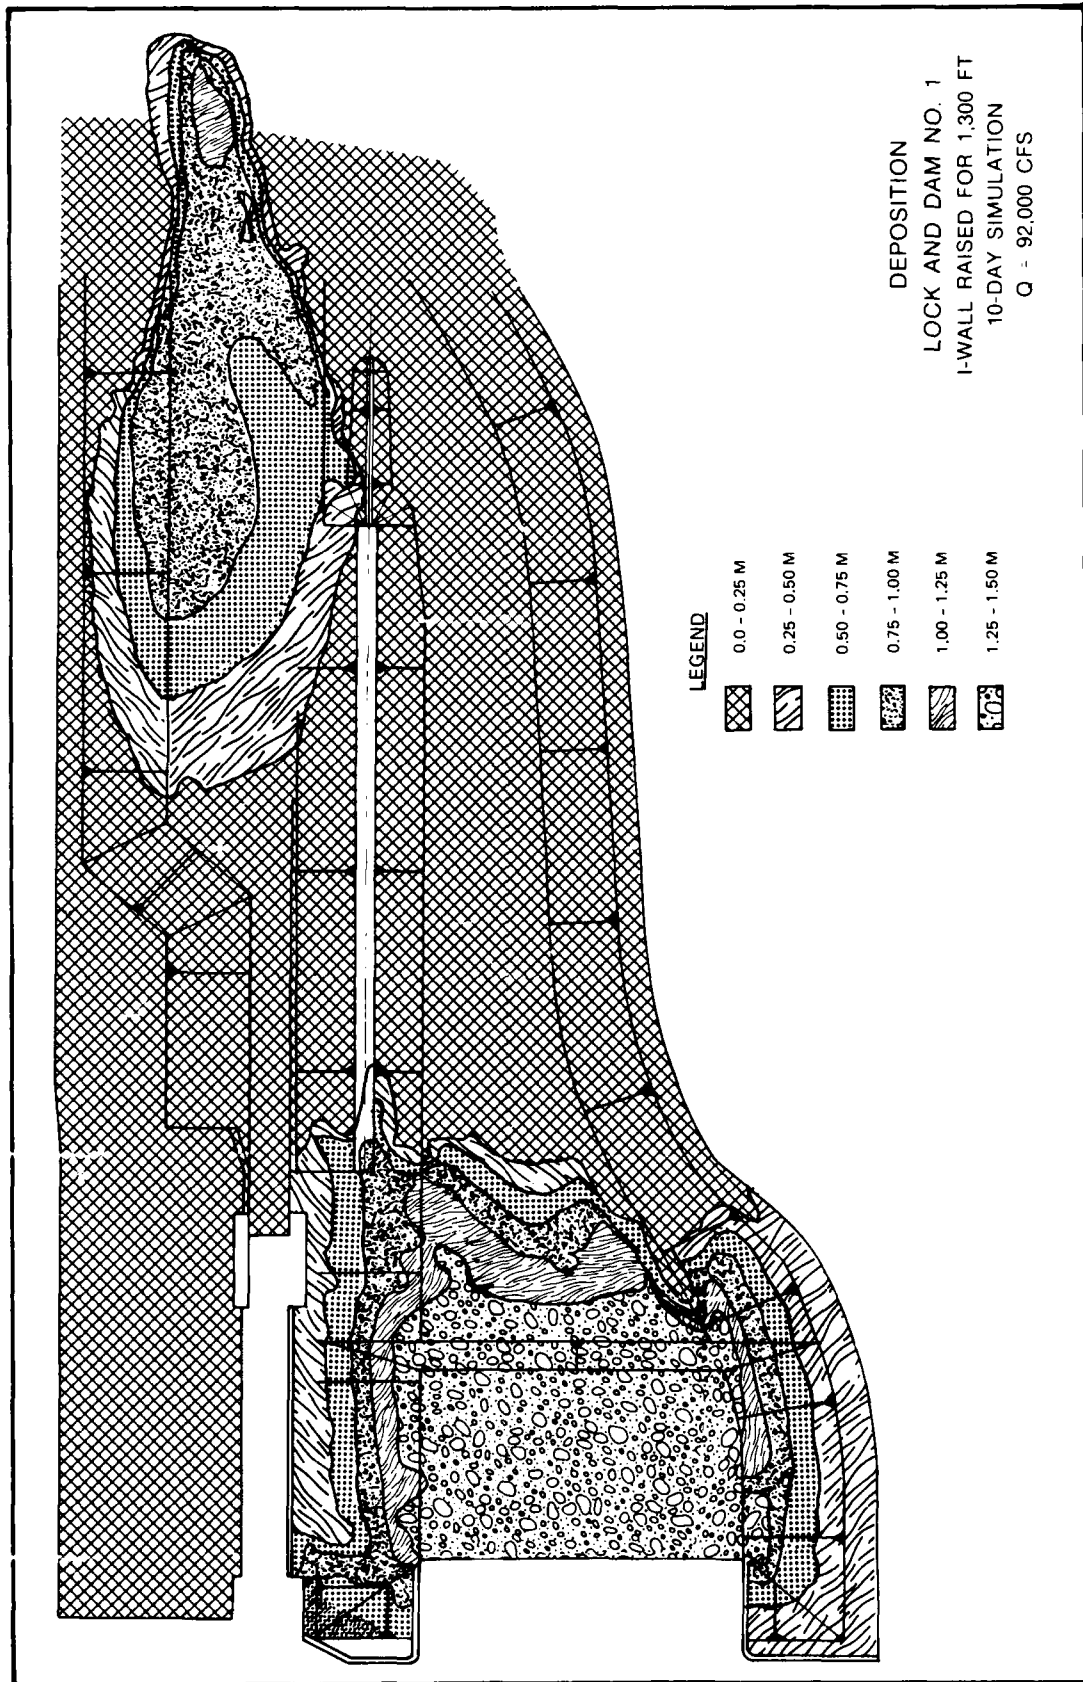 DEPOSITION
LOCK AND DAM NO. 1
I-WALL RAISED FOR 1,300 FT
10-DAY SIMULATION
Q = 92,000 CFS
LEGEND
0.0 - 0.25 M
0.25 - 0.50 M
0.50 - 0.75 M
0.75 - 1.00 M
1.00 - 1.25 M
1.25 - 1.50 M